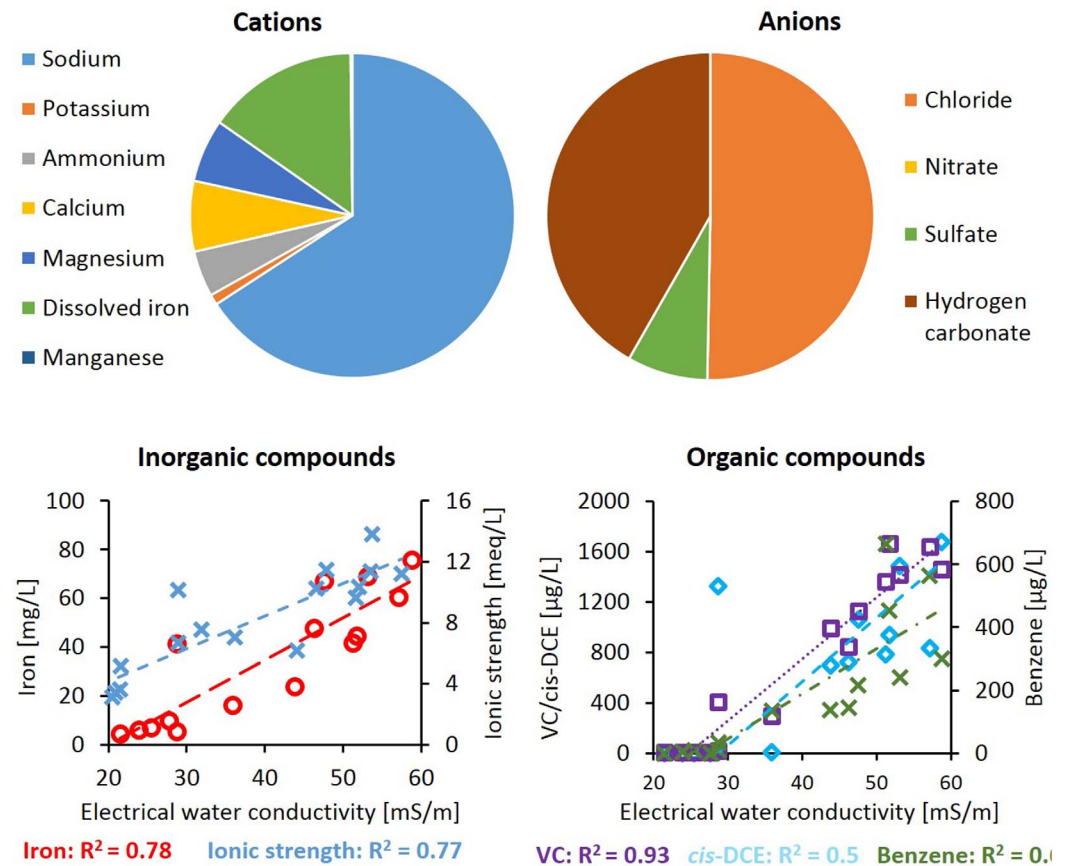 Cations
Anions
Sodium
Potassium
Ammonium
Calcium
Magnesium
Dissolved iron
Manganese
Chloride
Nitrate
Sulfate
Hydrogen
carbonate
Inorganic compounds
100
80
60
40
20
0
Iron [mg/L]
16
12
8
4
0
Ionic strength [meq/L]
20 30 40 50 60
Electrical water conductivity [mS/m]
Iron: R² = 0.78 Ionic strength: R² = 0.77
Organic compounds
2000
1600
1200
800
400
0
VC/cis-DCE [µg/L]
800
600
400
200
0
Benzene [µg/L]
20 30 40 50 60
Electrical water conductivity [mS/m]
VC: R² = 0.93 cis-DCE: R² = 0.5 Benzene: R² = 0.